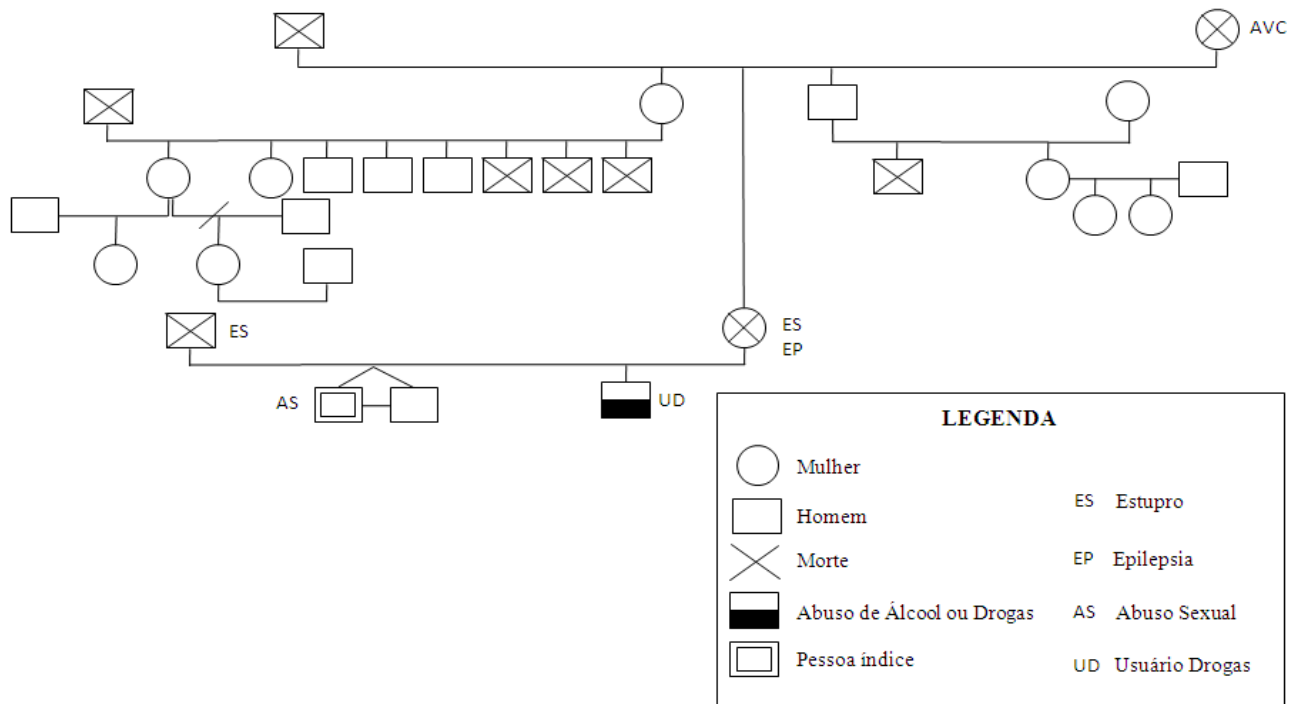 AVC
ES
ES
EP
AS
UD
LEGENDA
Mulher
Homem
Morte
Abuso de Álcool ou Drogas
Pessoa índice
ES Estupro
EP Epilepsia
AS Abuso Sexual
UD Usuário Drogas